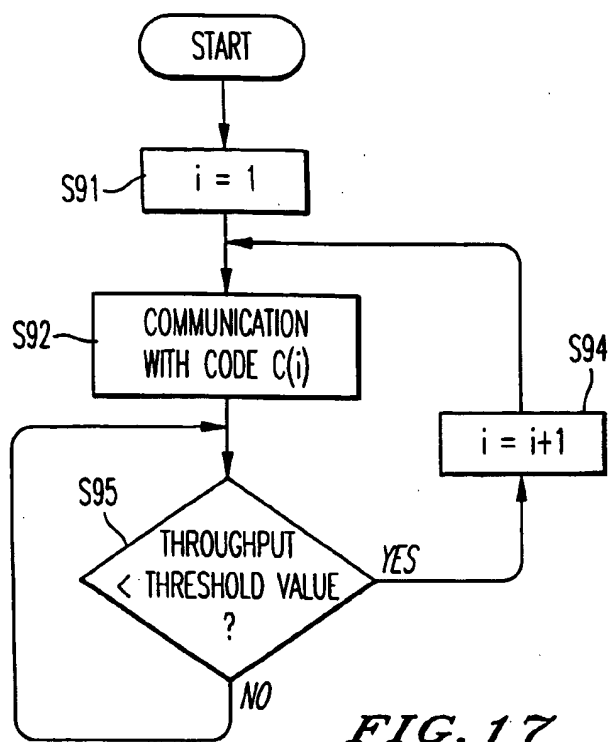 START
S91
i = 1
S92
COMMUNICATION
WITH CODE C(i)
S94
i = i+1
S95
THROUGHPUT
< THRESHOLD VALUE
?
YES
NO
FIG. 17